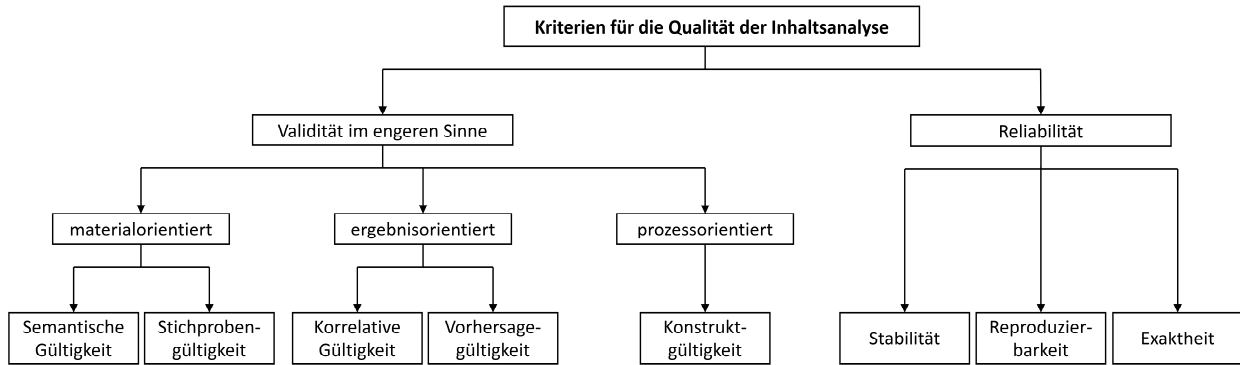 Kriterien für die Qualität der Inhaltsanalyse
Validität im engeren Sinne
Reliabilität
materialorientiert
ergebnisorientiert
prozessorientiert
Semantische
Gültigkeit
Stichproben-
gültigkeit
Korrelative
Gültigkeit
Vorhersage-
gültigkeit
Konstrukt-
gültigkeit
Stabilität
Reproduzier-
barkeit
Exaktheit